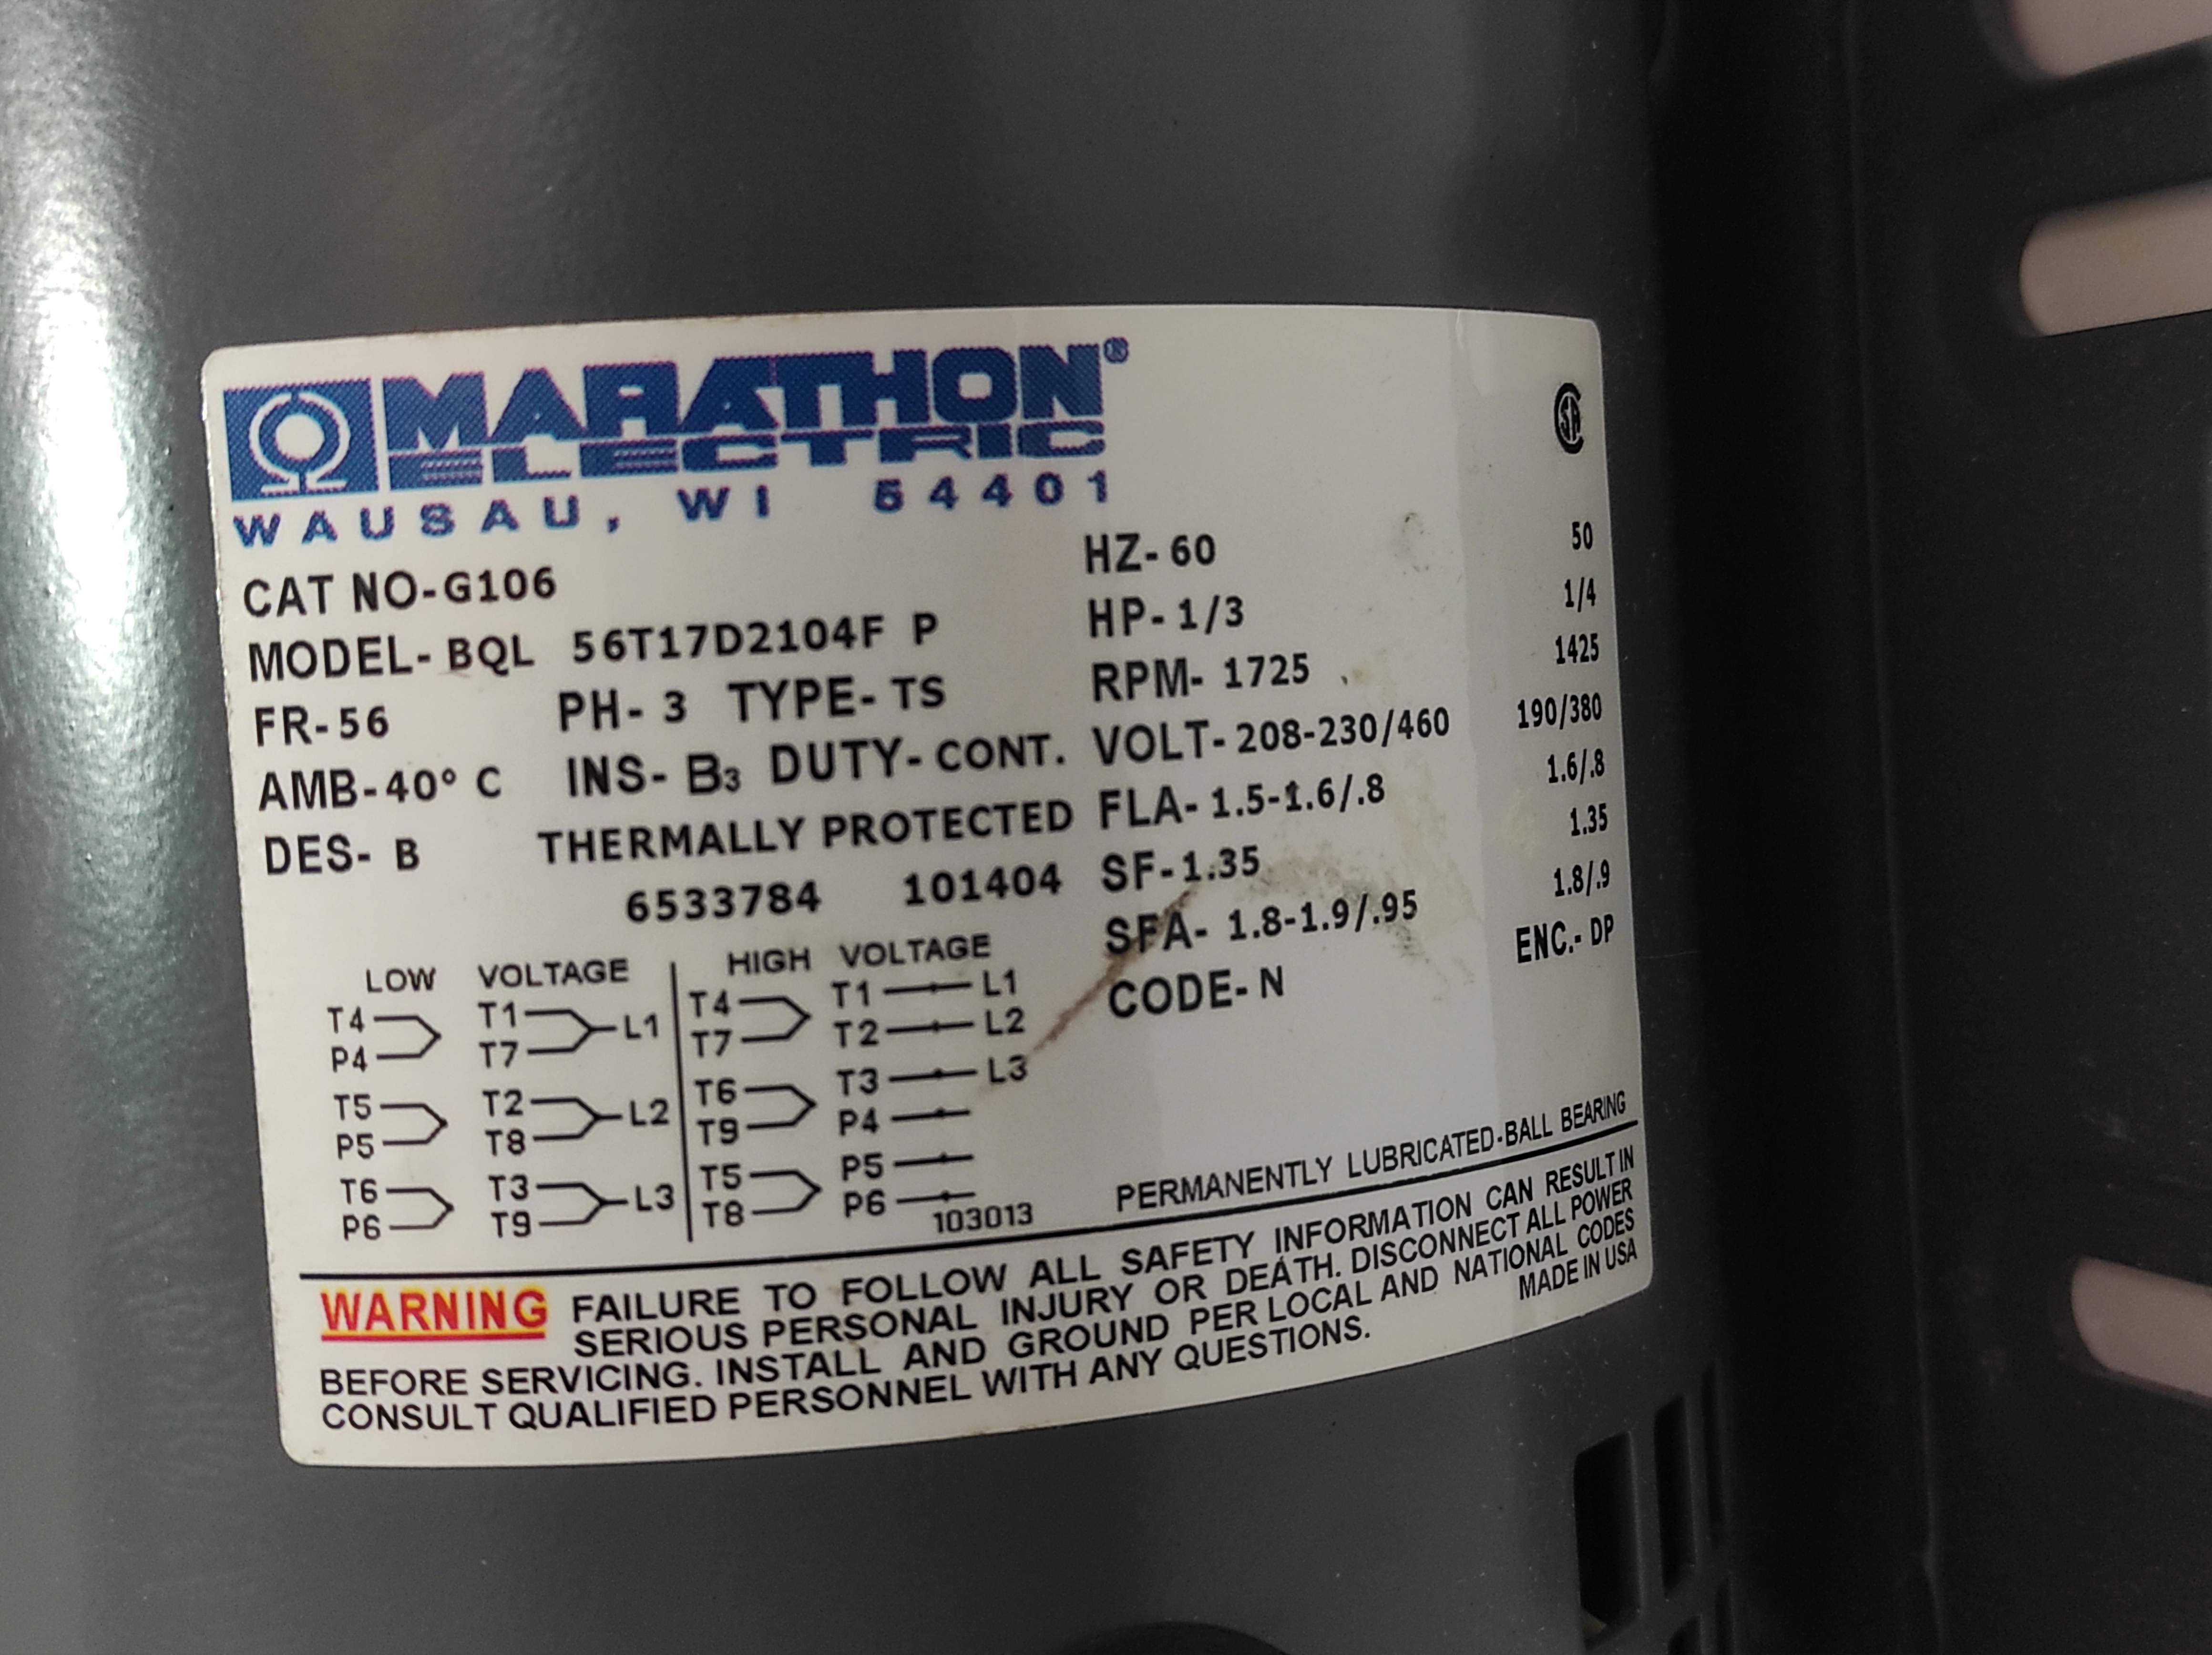 MARATHON®
ELECTRIC
WAUSAU, WI 54401
CAT NO-G106
MODEL-BQL 56T17D2104F P
FR-56 PH-3 TYPE-TS
AMB-40° C INS-B3 DUTY-CONT.
DES-B THERMALLY PROTECTED
6533784 101404
SA
HZ-60 50
HP-1/3 1/4
RPM-1725 1425
VOLT-208-230/460 190/380
FLA-1.5-1.6/.8 1.6/.8
SF-1.35 1.35
SFA-1.8-1.9/.95 1.8/.9
CODE-N ENC.-DP
LOW VOLTAGE HIGH VOLTAGE
T4 T1 L1 T4 T1 L1
P4 T7 T7 T2 L2
T5 T2 L2 T6 T3 L3
P5 T8 T9 P4
T6 T3 L3 T5 P5
P6 T9 T8 P6
103013
PERMANENTLY LUBRICATED-BALL BEARING
WARNING FAILURE TO FOLLOW ALL SAFETY INFORMATION CAN RESULT IN
SERIOUS PERSONAL INJURY OR DEATH. DISCONNECT ALL POWER
BEFORE SERVICING. INSTALL AND GROUND PER LOCAL AND NATIONAL CODES
CONSULT QUALIFIED PERSONNEL WITH ANY QUESTIONS. MADE IN USA